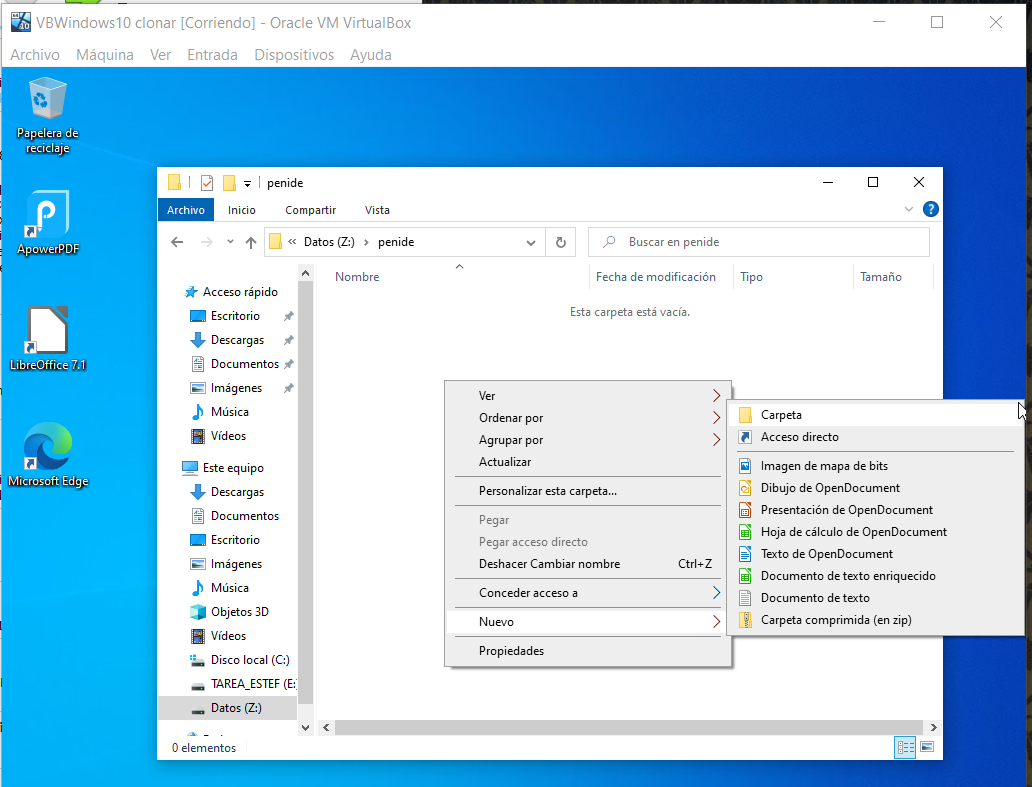 VBWindows10 clonar [Corriendo] - Oracle VM VirtualBox
Archivo Máquina Ver Entrada Dispositivos Ayuda
Papelera de
reciclaje
ApowerPDF
LibreOffice 7.1
Microsoft Edge
penide
Archivo Inicio Compartir Vista
Datos (Z:) penide
Buscar en penide
Nombre Fecha de modificación Tipo Tamaño
Esta carpeta está vacía.
Acceso rápido
Escritorio
Descargas
Documentos
Imágenes
Música
Vídeos
Este equipo
Descargas
Documentos
Escritorio
Imágenes
Música
Objetos 3D
Vídeos
Disco local (C:)
TAREA_ESTEF (E:
Datos (Z:)
0 elementos
Ver
Ordenar por
Agrupar por
Actualizar
Personalizar esta carpeta...
Pegar
Pegar acceso directo
Deshacer Cambiar nombre Ctrl+Z
Conceder acceso a
Nuevo
Propiedades
Carpeta
Acceso directo
Imagen de mapa de bits
Dibujo de OpenDocument
Presentación de OpenDocument
Hoja de cálculo de OpenDocument
Texto de OpenDocument
Documento de texto enriquecido
Documento de texto
Carpeta comprimida (en zip)